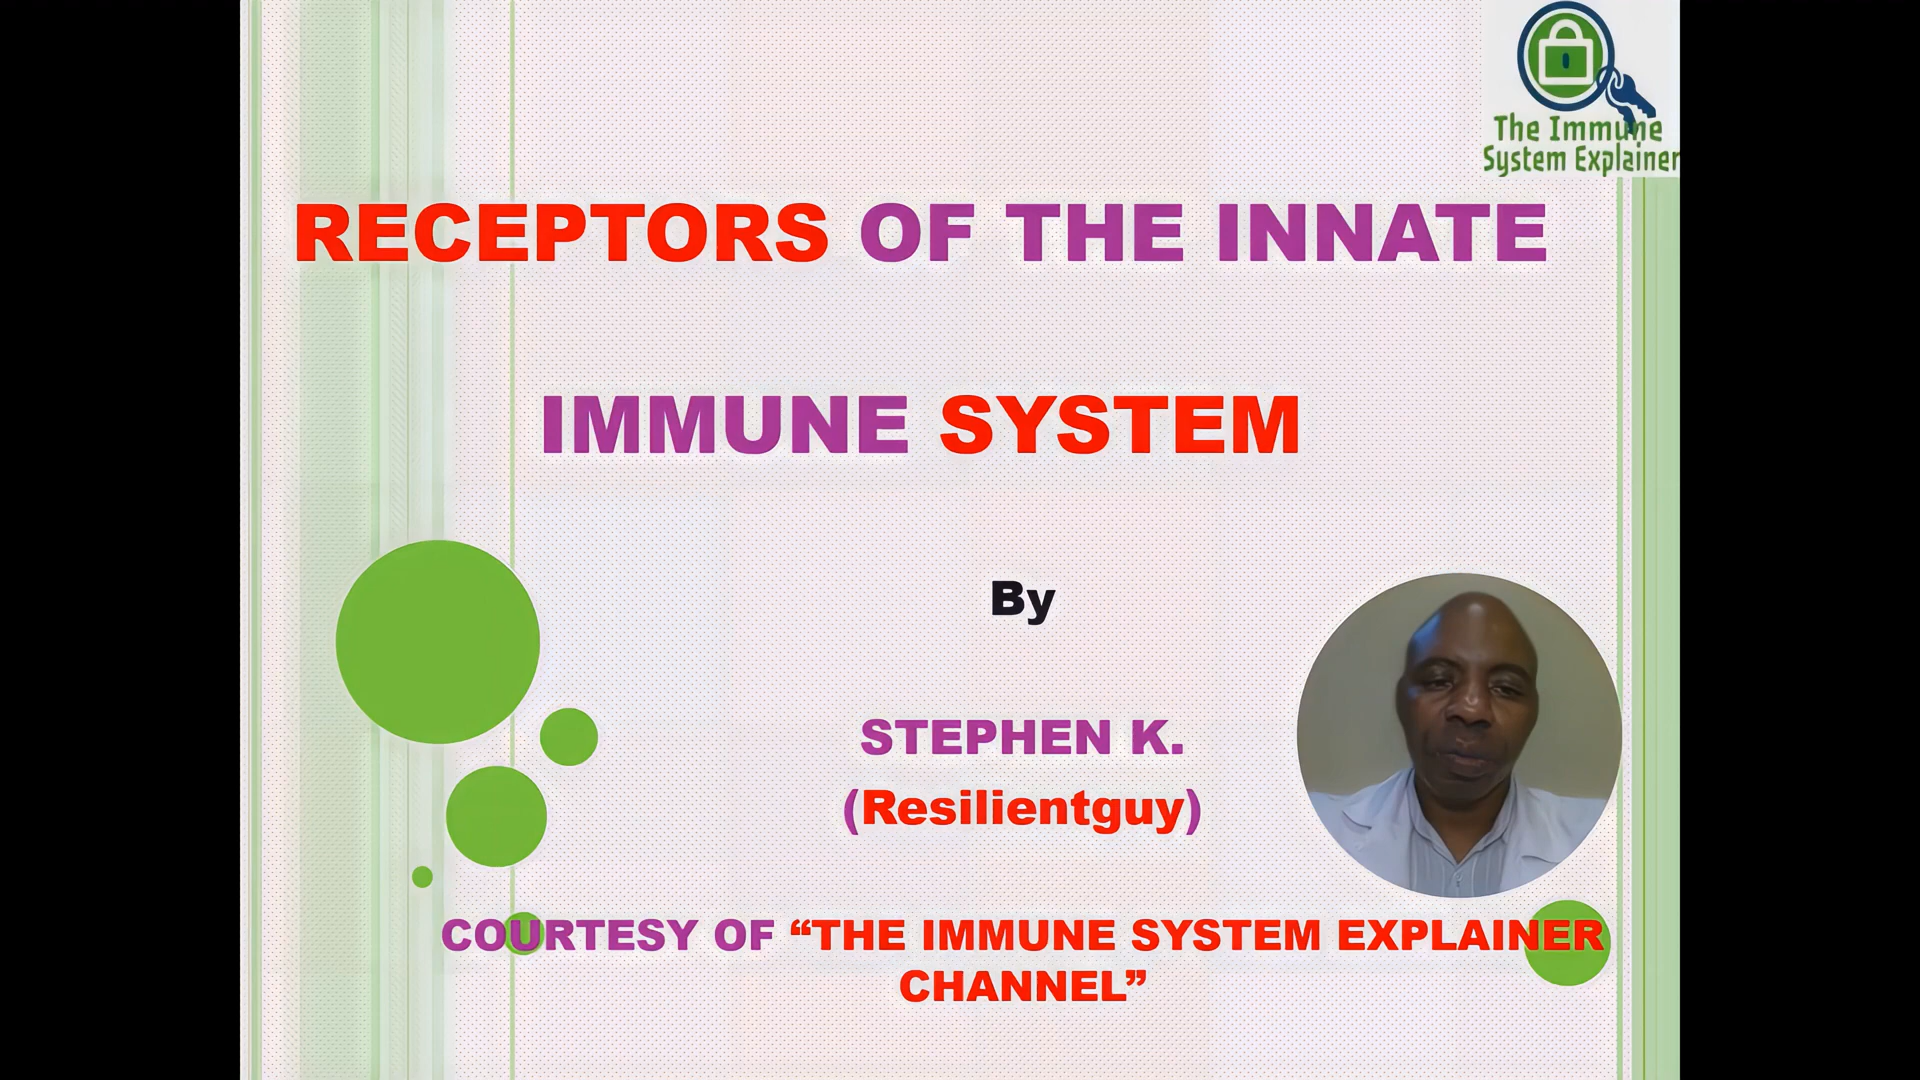 The Immune
System Explainer
RECEPTORS OF THE INNATE
IMMUNE SYSTEM
By
STEPHEN K.
(Resilientguy)
COURTESY OF “THE IMMUNE SYSTEM EXPLAINER
CHANNEL”